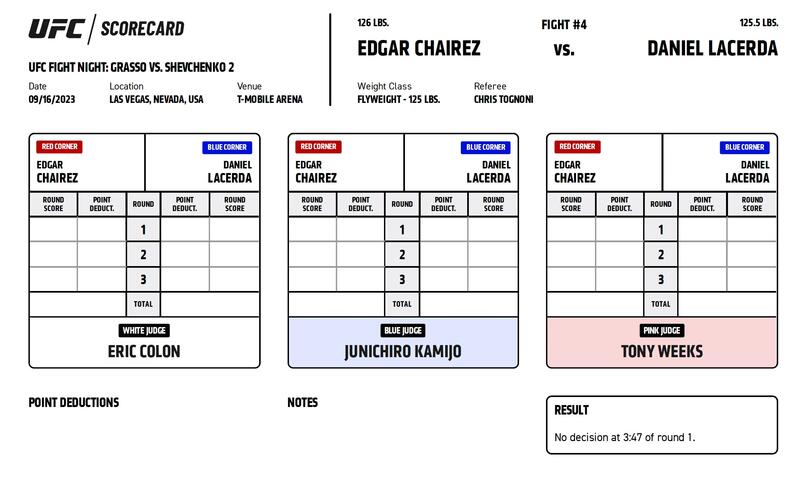 UFC SCORECARD
UFC FIGHT NIGHT: GRASSO VS. SHEVCHENKO 2
Date Location Venue
09/16/2023 LAS VEGAS, NEVADA, USA T-MOBILE ARENA
126 LBS. FIGHT #4 125.5 LBS.
EDGAR CHAIREZ VS. DANIEL LACERDA
Weight Class Referee
FLYWEIGHT - 125 LBS. CHRIS TOGNONI
RED CORNER BLUE CORNER
EDGAR DANIEL
CHAIREZ LACERDA
ROUND POINT ROUND POINT ROUND
SCORE DEDUCT. DEDUCT. SCORE
1
2
3
TOTAL
WHITE JUDGE
ERIC COLON
RED CORNER BLUE CORNER
EDGAR DANIEL
CHAIREZ LACERDA
ROUND POINT ROUND POINT ROUND
SCORE DEDUCT. DEDUCT. SCORE
1
2
3
TOTAL
BLUE JUDGE
JUNICHIRO KAMIJO
RED CORNER BLUE CORNER
EDGAR DANIEL
CHAIREZ LACERDA
ROUND POINT ROUND POINT ROUND
SCORE DEDUCT. DEDUCT. SCORE
1
2
3
TOTAL
PINK JUDGE
TONY WEEKS
POINT DEDUCTIONS
NOTES
RESULT
No decision at 3:47 of round 1.